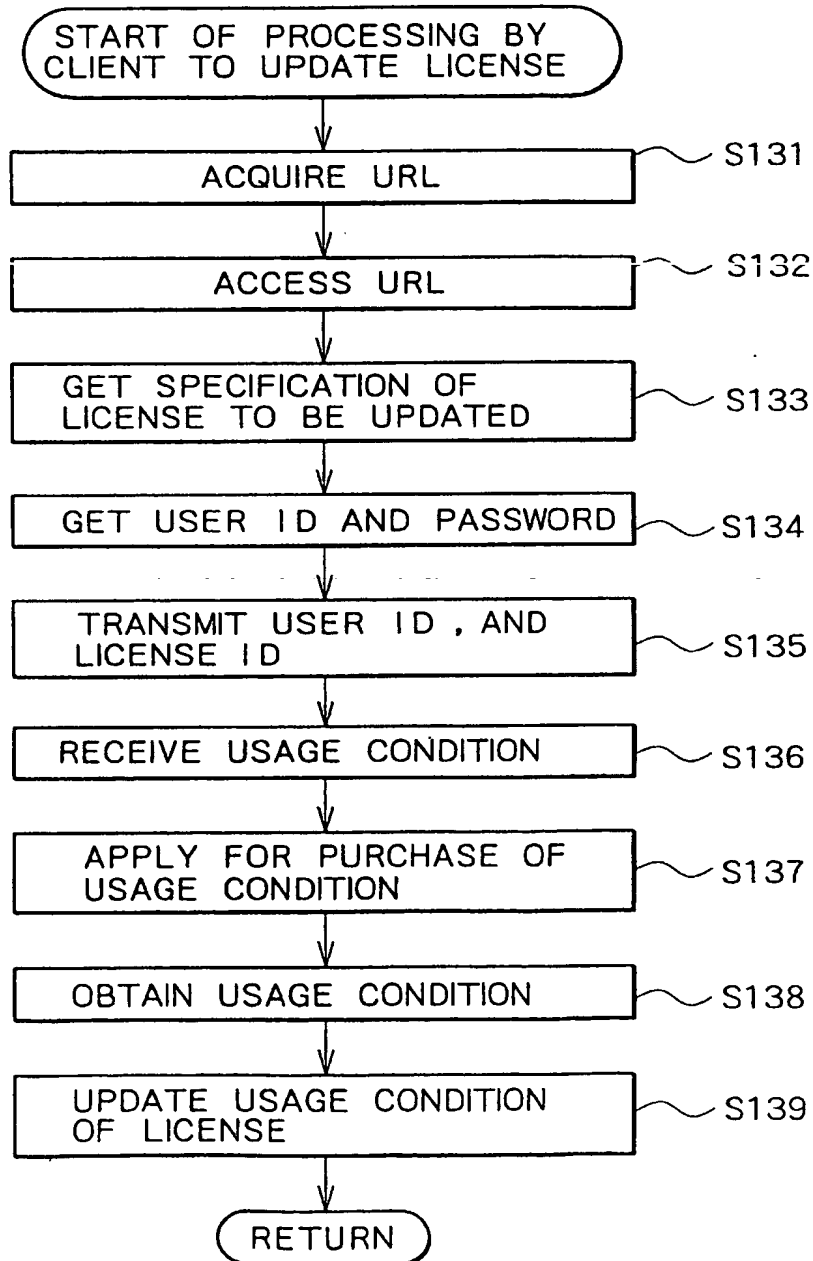 START OF PROCESSING BY
CLIENT TO UPDATE LICENSE
ACQUIRE URL
S131
ACCESS URL
S132
GET SPECIFICATION OF
LICENSE TO BE UPDATED
S133
GET USER ID AND PASSWORD
S134
TRANSMIT USER ID , AND
LICENSE ID
S135
RECEIVE USAGE CONDITION
S136
APPLY FOR PURCHASE OF
USAGE CONDITION
S137
OBTAIN USAGE CONDITION
S138
UPDATE USAGE CONDITION
OF LICENSE
S139
RETURN